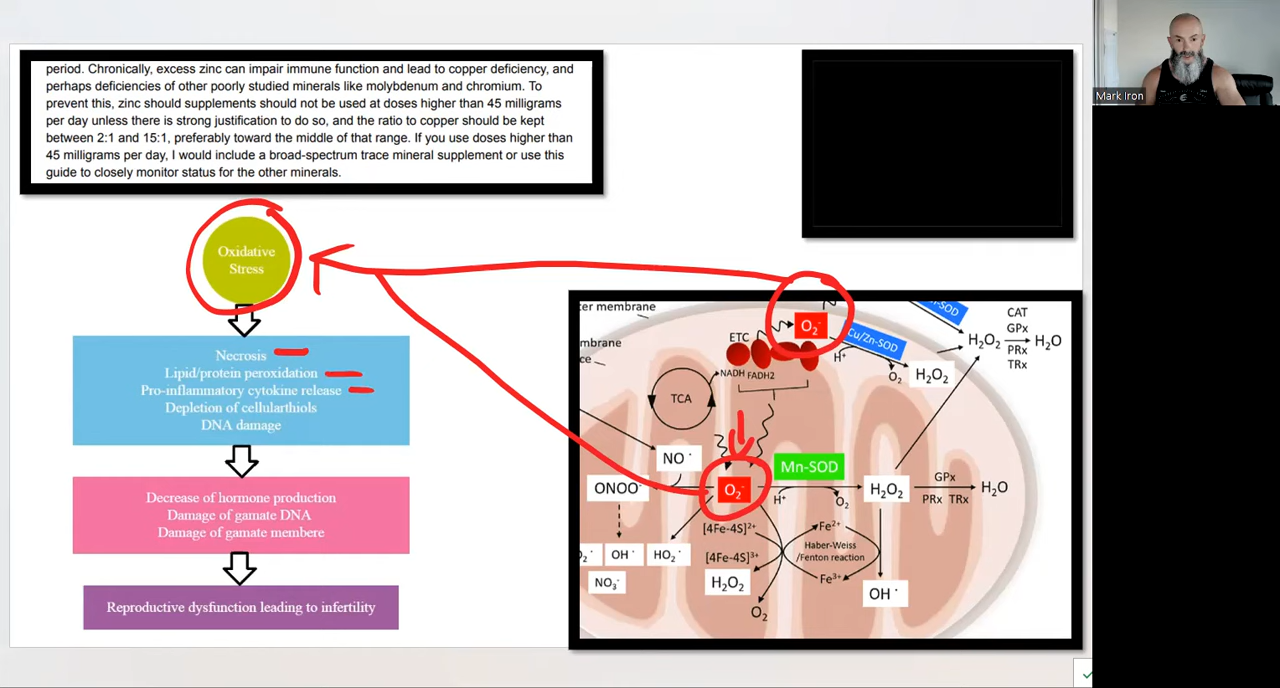 period. Chronically, excess zinc can impair immune function and lead to copper deficiency, and
perhaps deficiencies of other poorly studied minerals like molybdenum and chromium. To
prevent this, zinc should supplements should not be used at doses higher than 45 milligrams
per day unless there is strong justification to do so, and the ratio to copper should be kept
between 2:1 and 15:1, preferably toward the middle of that range. If you use doses higher than
45 milligrams per day, I would include a broad-spectrum trace mineral supplement or use this
guide to closely monitor status for the other minerals.
Mark Iron
Oxidative
Stress
Necrosis
Lipid/protein peroxidation
Pro-inflammatory cytokine release
Depletion of cellularthiols
DNA damage
Decrease of hormone production
Damage of gamate DNA
Damage of gamate membere
Reproductive dysfunction leading to infertility
ter membrane
mbrane
ce
ETC
O₂⁻
NADH FADH2
TCA
Cu/Zn-SOD
n-SOD
H⁺
O₂
H₂O₂
H₂O₂
CAT
GPx
PRx
TRx
H₂O
NO·
ONOO⁻
O₂⁻
Mn-SOD
H⁺
O₂
H₂O₂
GPx
PRx TRx
H₂O
[4Fe-4S]²⁺
[4Fe-4S]³⁺
H₂O₂
O₂
Fe²⁺
Haber-Weiss
/Fenton reaction
Fe³⁺
OH·
OH·
HO₂·
NO₃·